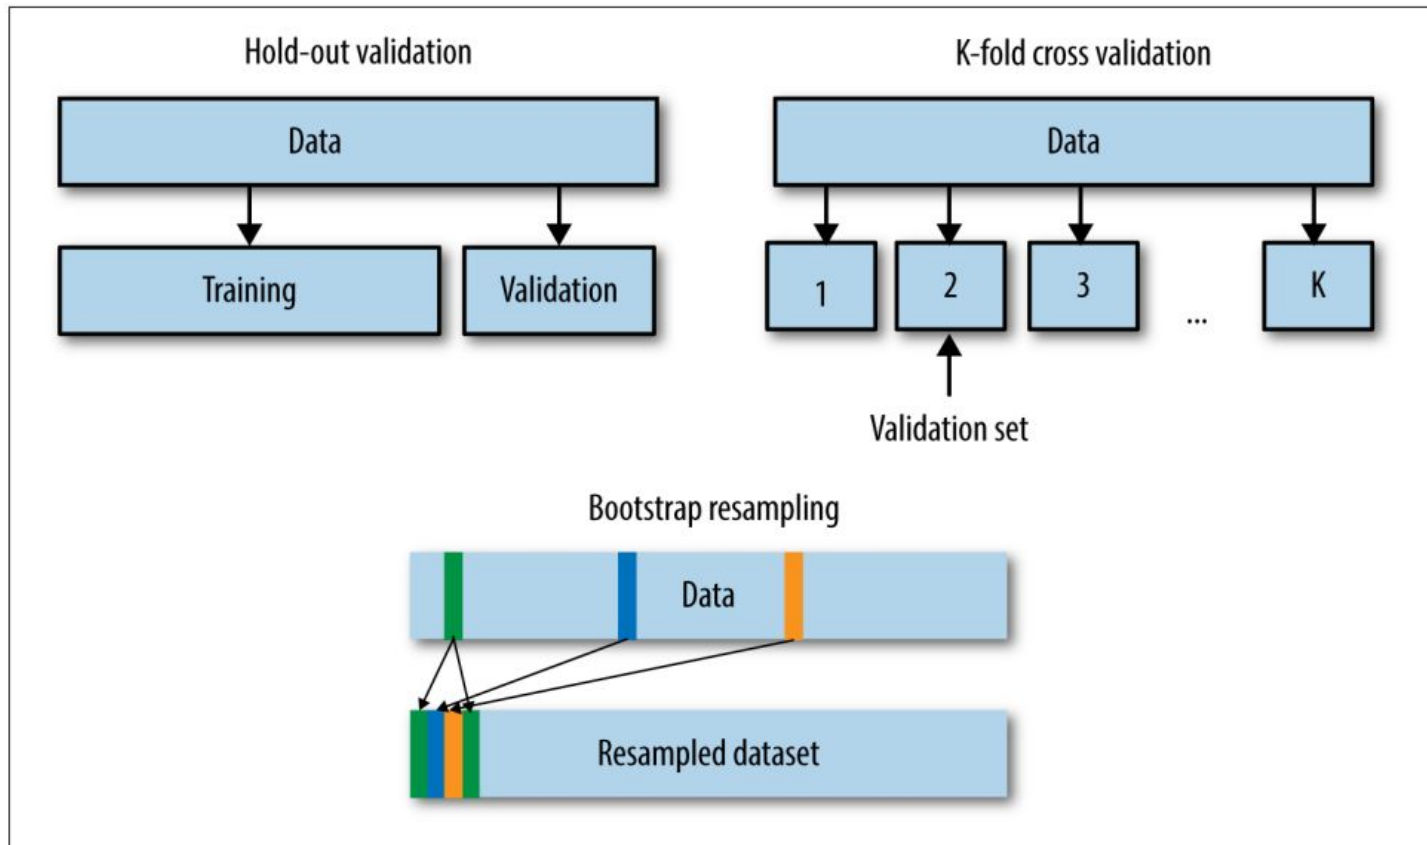 Hold-out validation
Data
Training
Validation
K-fold cross validation
Data
1
2
3
...
K
Validation set
Bootstrap resampling
Data
Resampled dataset